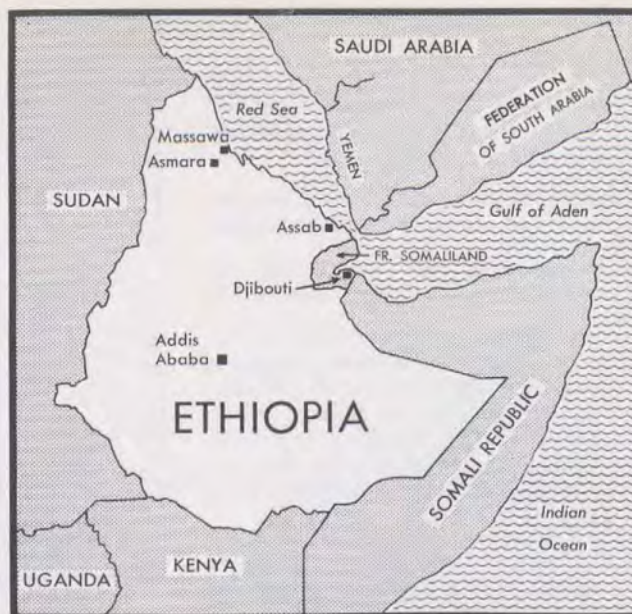 SAUDI ARABIA
FEDERATION
OF SOUTH ARABIA
Red Sea
YEMEN
Massawa
Asmara
SUDAN
Gulf of Aden
Assab
FR. SOMALILAND
Djibouti
Addis
Ababa
ETHIOPIA
SOMALI REPUBLIC
Indian
Ocean
KENYA
UGANDA